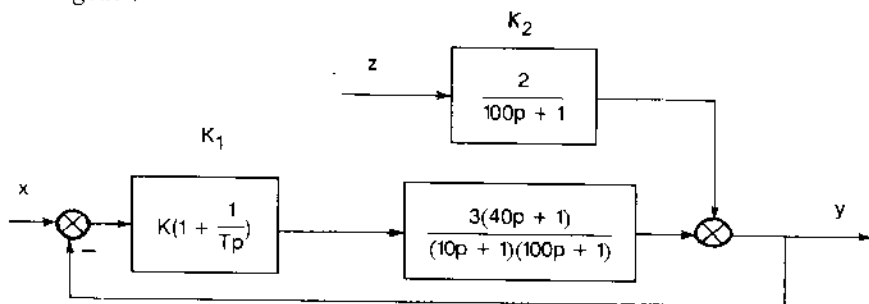 K₂
z
2
100p + 1
K₁
x
K(1 + 1/Tp)
3(40p + 1)
(10p + 1)(100p + 1)
y
−